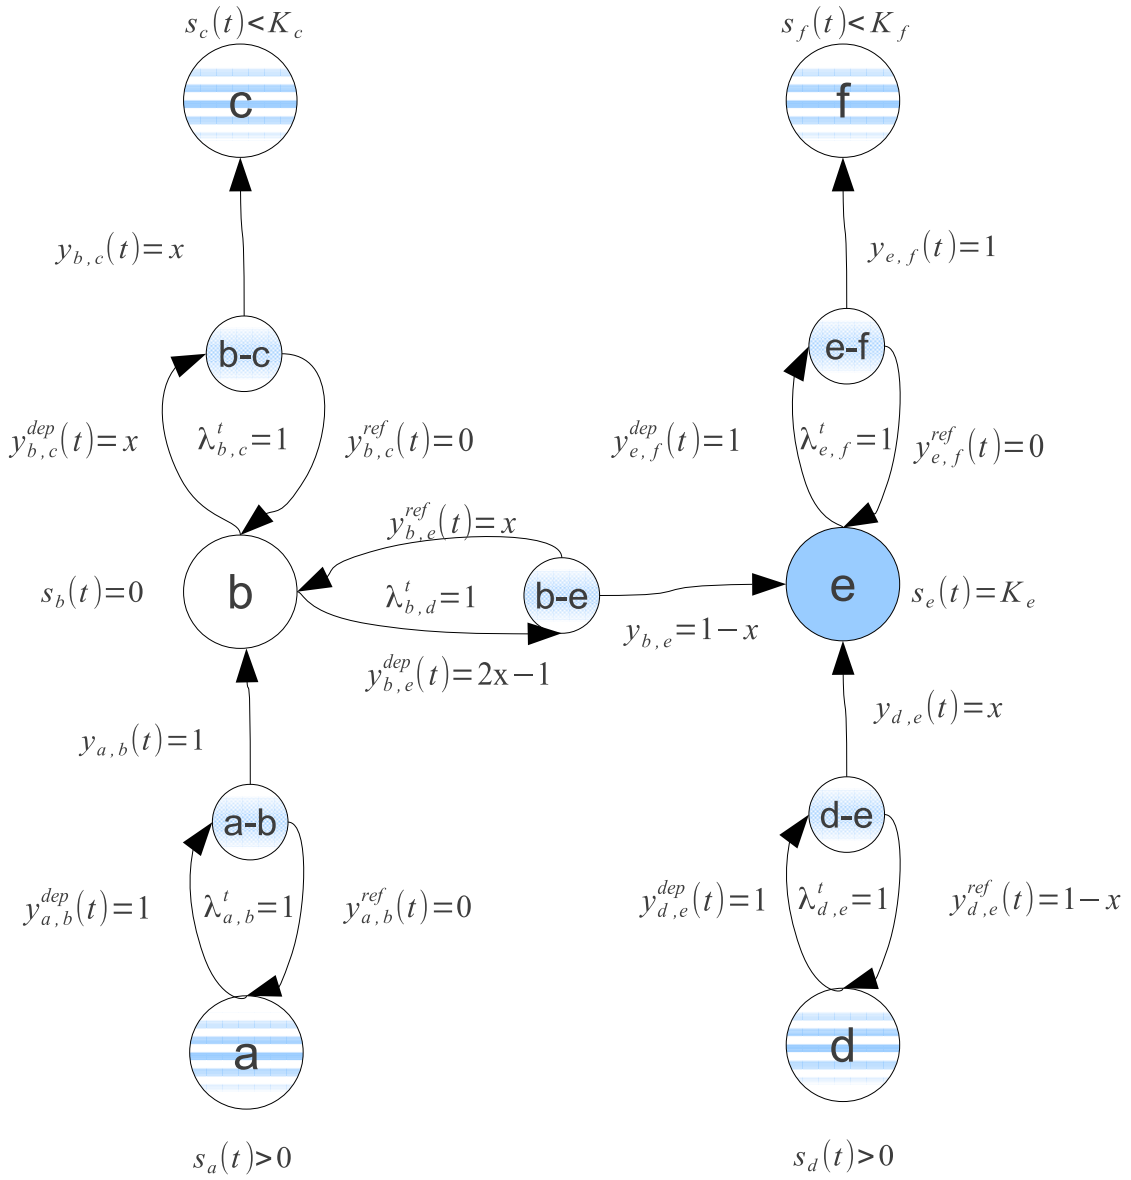 s_c(t)<K_c s_f(t)<K_f
c f
y_{b,c}(t)=x y_{e,f}(t)=1
b-c e-f
y^{dep}_{b,c}(t)=x λ^t_{b,c}=1 y^{ref}_{b,c}(t)=0 y^{dep}_{e,f}(t)=1 λ^t_{e,f}=1 y^{ref}_{e,f}(t)=0
y^{ref}_{b,e}(t)=x
s_b(t)=0 b λ^t_{b,d}=1 b-e e s_e(t)=K_e
y_{b,e}=1-x
y^{dep}_{b,e}(t)=2x-1
y_{a,b}(t)=1 y_{d,e}(t)=x
a-b d-e
y^{dep}_{a,b}(t)=1 λ^t_{a,b}=1 y^{ref}_{a,b}(t)=0 y^{dep}_{d,e}(t)=1 λ^t_{d,e}=1 y^{ref}_{d,e}(t)=1-x
a d
s_a(t)>0 s_d(t)>0